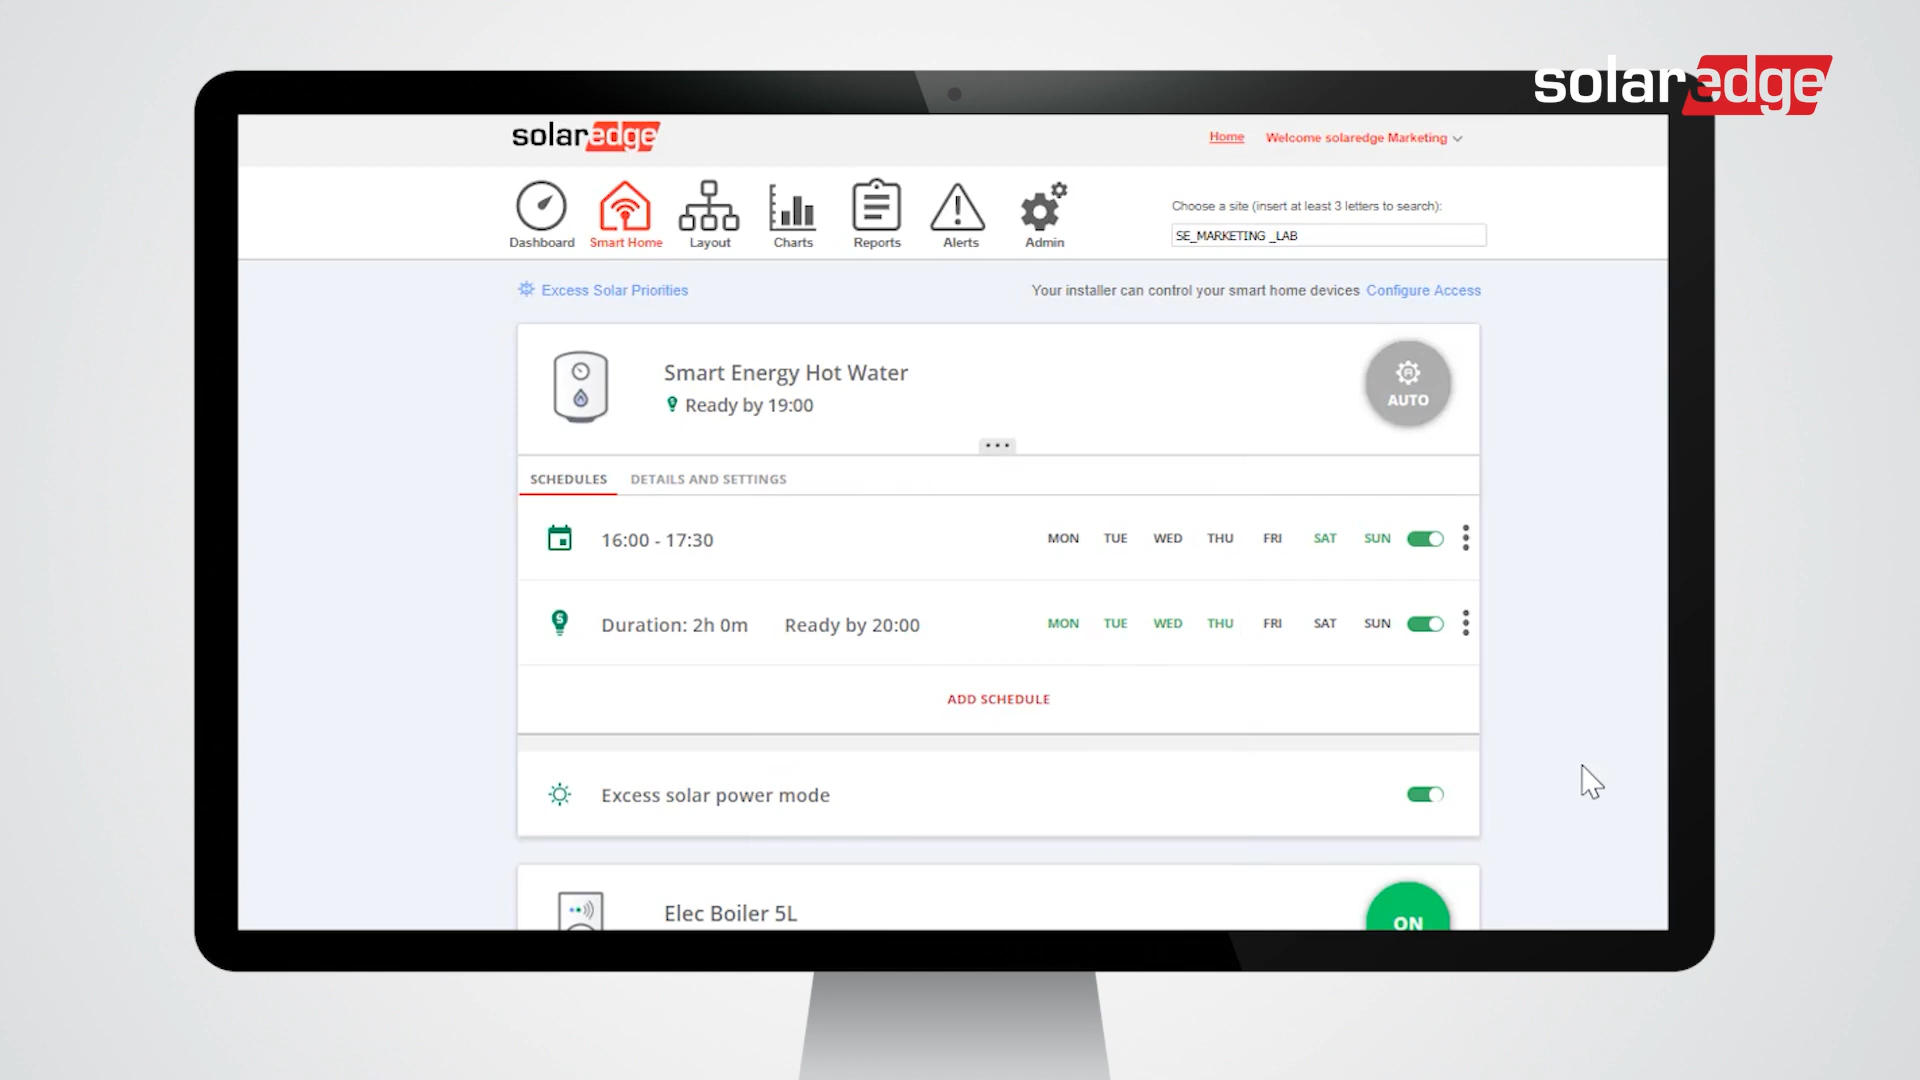 solaredge
solaredge
Home Welcome solaredge Marketing
Choose a site (insert at least 3 letters to search):
SE_MARKETING _LAB
Dashboard Smart Home Layout Charts Reports Alerts Admin
Excess Solar Priorities
Your installer can control your smart home devices Configure Access
Smart Energy Hot Water
Ready by 19:00
AUTO
SCHEDULES DETAILS AND SETTINGS
16:00 - 17:30 MON TUE WED THU FRI SAT SUN
Duration: 2h 0m Ready by 20:00 MON TUE WED THU FRI SAT SUN
ADD SCHEDULE
Excess solar power mode
Elec Boiler 5L
ON